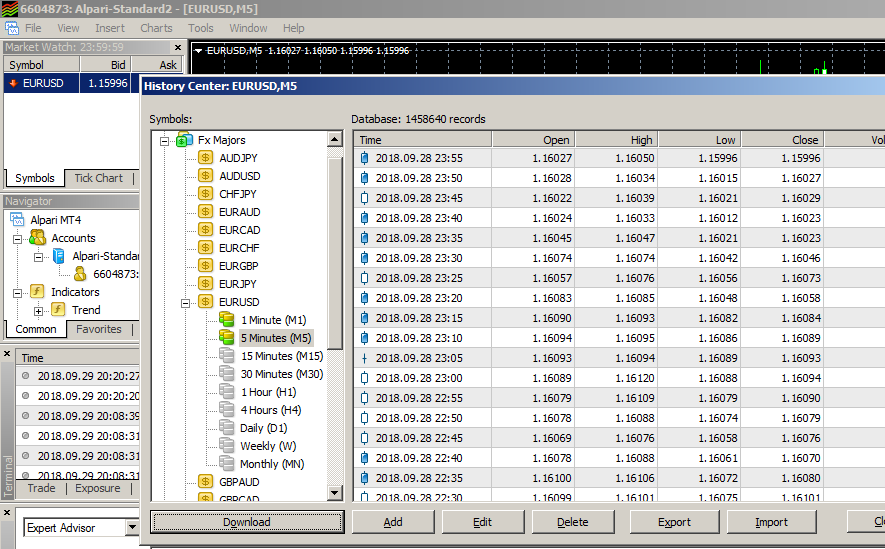 6604873: Alpari-Standard2 - [EURUSD,M5]
File View Insert Charts Tools Window Help
Market Watch: 23:59:59
Symbol Bid Ask
EURUSD 1.15996
Symbols Tick Chart
EURUSD,M5 1.16027 1.16050 1.15996 1.15996
Navigator
Alpari MT4
Accounts
Alpari-Standar
6604873:
Indicators
Trend
Common Favorites
Time
2018.09.29 20:20:27
2018.09.29 20:20:20
2018.09.29 20:08:39
2018.09.29 20:08:31
2018.09.29 20:08:31
2018.09.29 20:08:31
Terminal
Trade Exposure
Expert Advisor
History Center: EURUSD,M5
Symbols:
Fx Majors
AUDJPY
AUDUSD
CHFJPY
EURAUD
EURCAD
EURCHF
EURGBP
EURJPY
EURUSD
1 Minute (M1)
5 Minutes (M5)
15 Minutes (M15)
30 Minutes (M30)
1 Hour (H1)
4 Hours (H4)
Daily (D1)
Weekly (W)
Monthly (MN)
GBPAUD
GBPCAD
Database: 1458640 records
Time Open High Low Close Vol
2018.09.28 23:55 1.16027 1.16050 1.15996 1.15996
2018.09.28 23:50 1.16028 1.16034 1.16015 1.16027
2018.09.28 23:45 1.16022 1.16039 1.16021 1.16029
2018.09.28 23:40 1.16024 1.16033 1.16012 1.16023
2018.09.28 23:35 1.16045 1.16047 1.16021 1.16023
2018.09.28 23:30 1.16074 1.16074 1.16042 1.16046
2018.09.28 23:25 1.16057 1.16076 1.16056 1.16073
2018.09.28 23:20 1.16083 1.16085 1.16048 1.16058
2018.09.28 23:15 1.16090 1.16093 1.16082 1.16084
2018.09.28 23:10 1.16094 1.16095 1.16086 1.16089
2018.09.28 23:05 1.16093 1.16094 1.16089 1.16093
2018.09.28 23:00 1.16089 1.16120 1.16088 1.16094
2018.09.28 22:55 1.16079 1.16109 1.16079 1.16090
2018.09.28 22:50 1.16078 1.16088 1.16074 1.16079
2018.09.28 22:45 1.16069 1.16076 1.16058 1.16076
2018.09.28 22:40 1.16078 1.16088 1.16061 1.16070
2018.09.28 22:35 1.16100 1.16106 1.16072 1.16080
2018.09.28 22:30 1.16099 1.16101 1.16075 1.16101
Download Add Edit Delete Export Import Cl